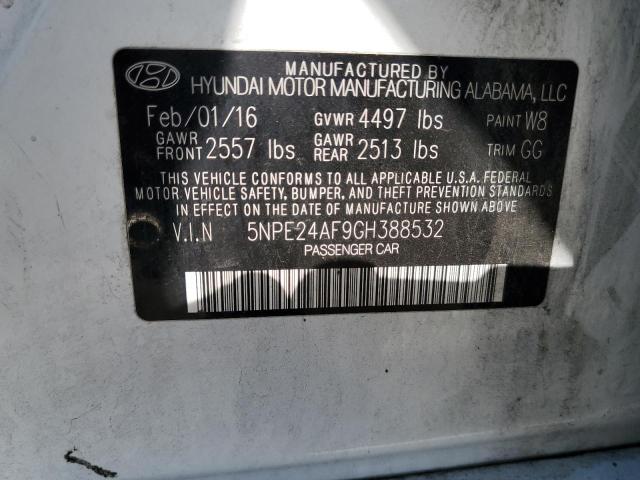 MANUFACTURED BY
HYUNDAI MOTOR MANUFACTURING ALABAMA, LLC
Feb/01/16 GVWR 4497 lbs PAINT W8
GAWR FRONT 2557 lbs GAWR REAR 2513 lbs TRIM GG
THIS VEHICLE CONFORMS TO ALL APPLICABLE U.S.A. FEDERAL
MOTOR VEHICLE SAFETY, BUMPER, AND THEFT PREVENTION STANDARDS
IN EFFECT ON THE DATE OF MANUFACTURE SHOWN ABOVE.
V.I.N 5NPE24AF9GH388532
PASSENGER CAR